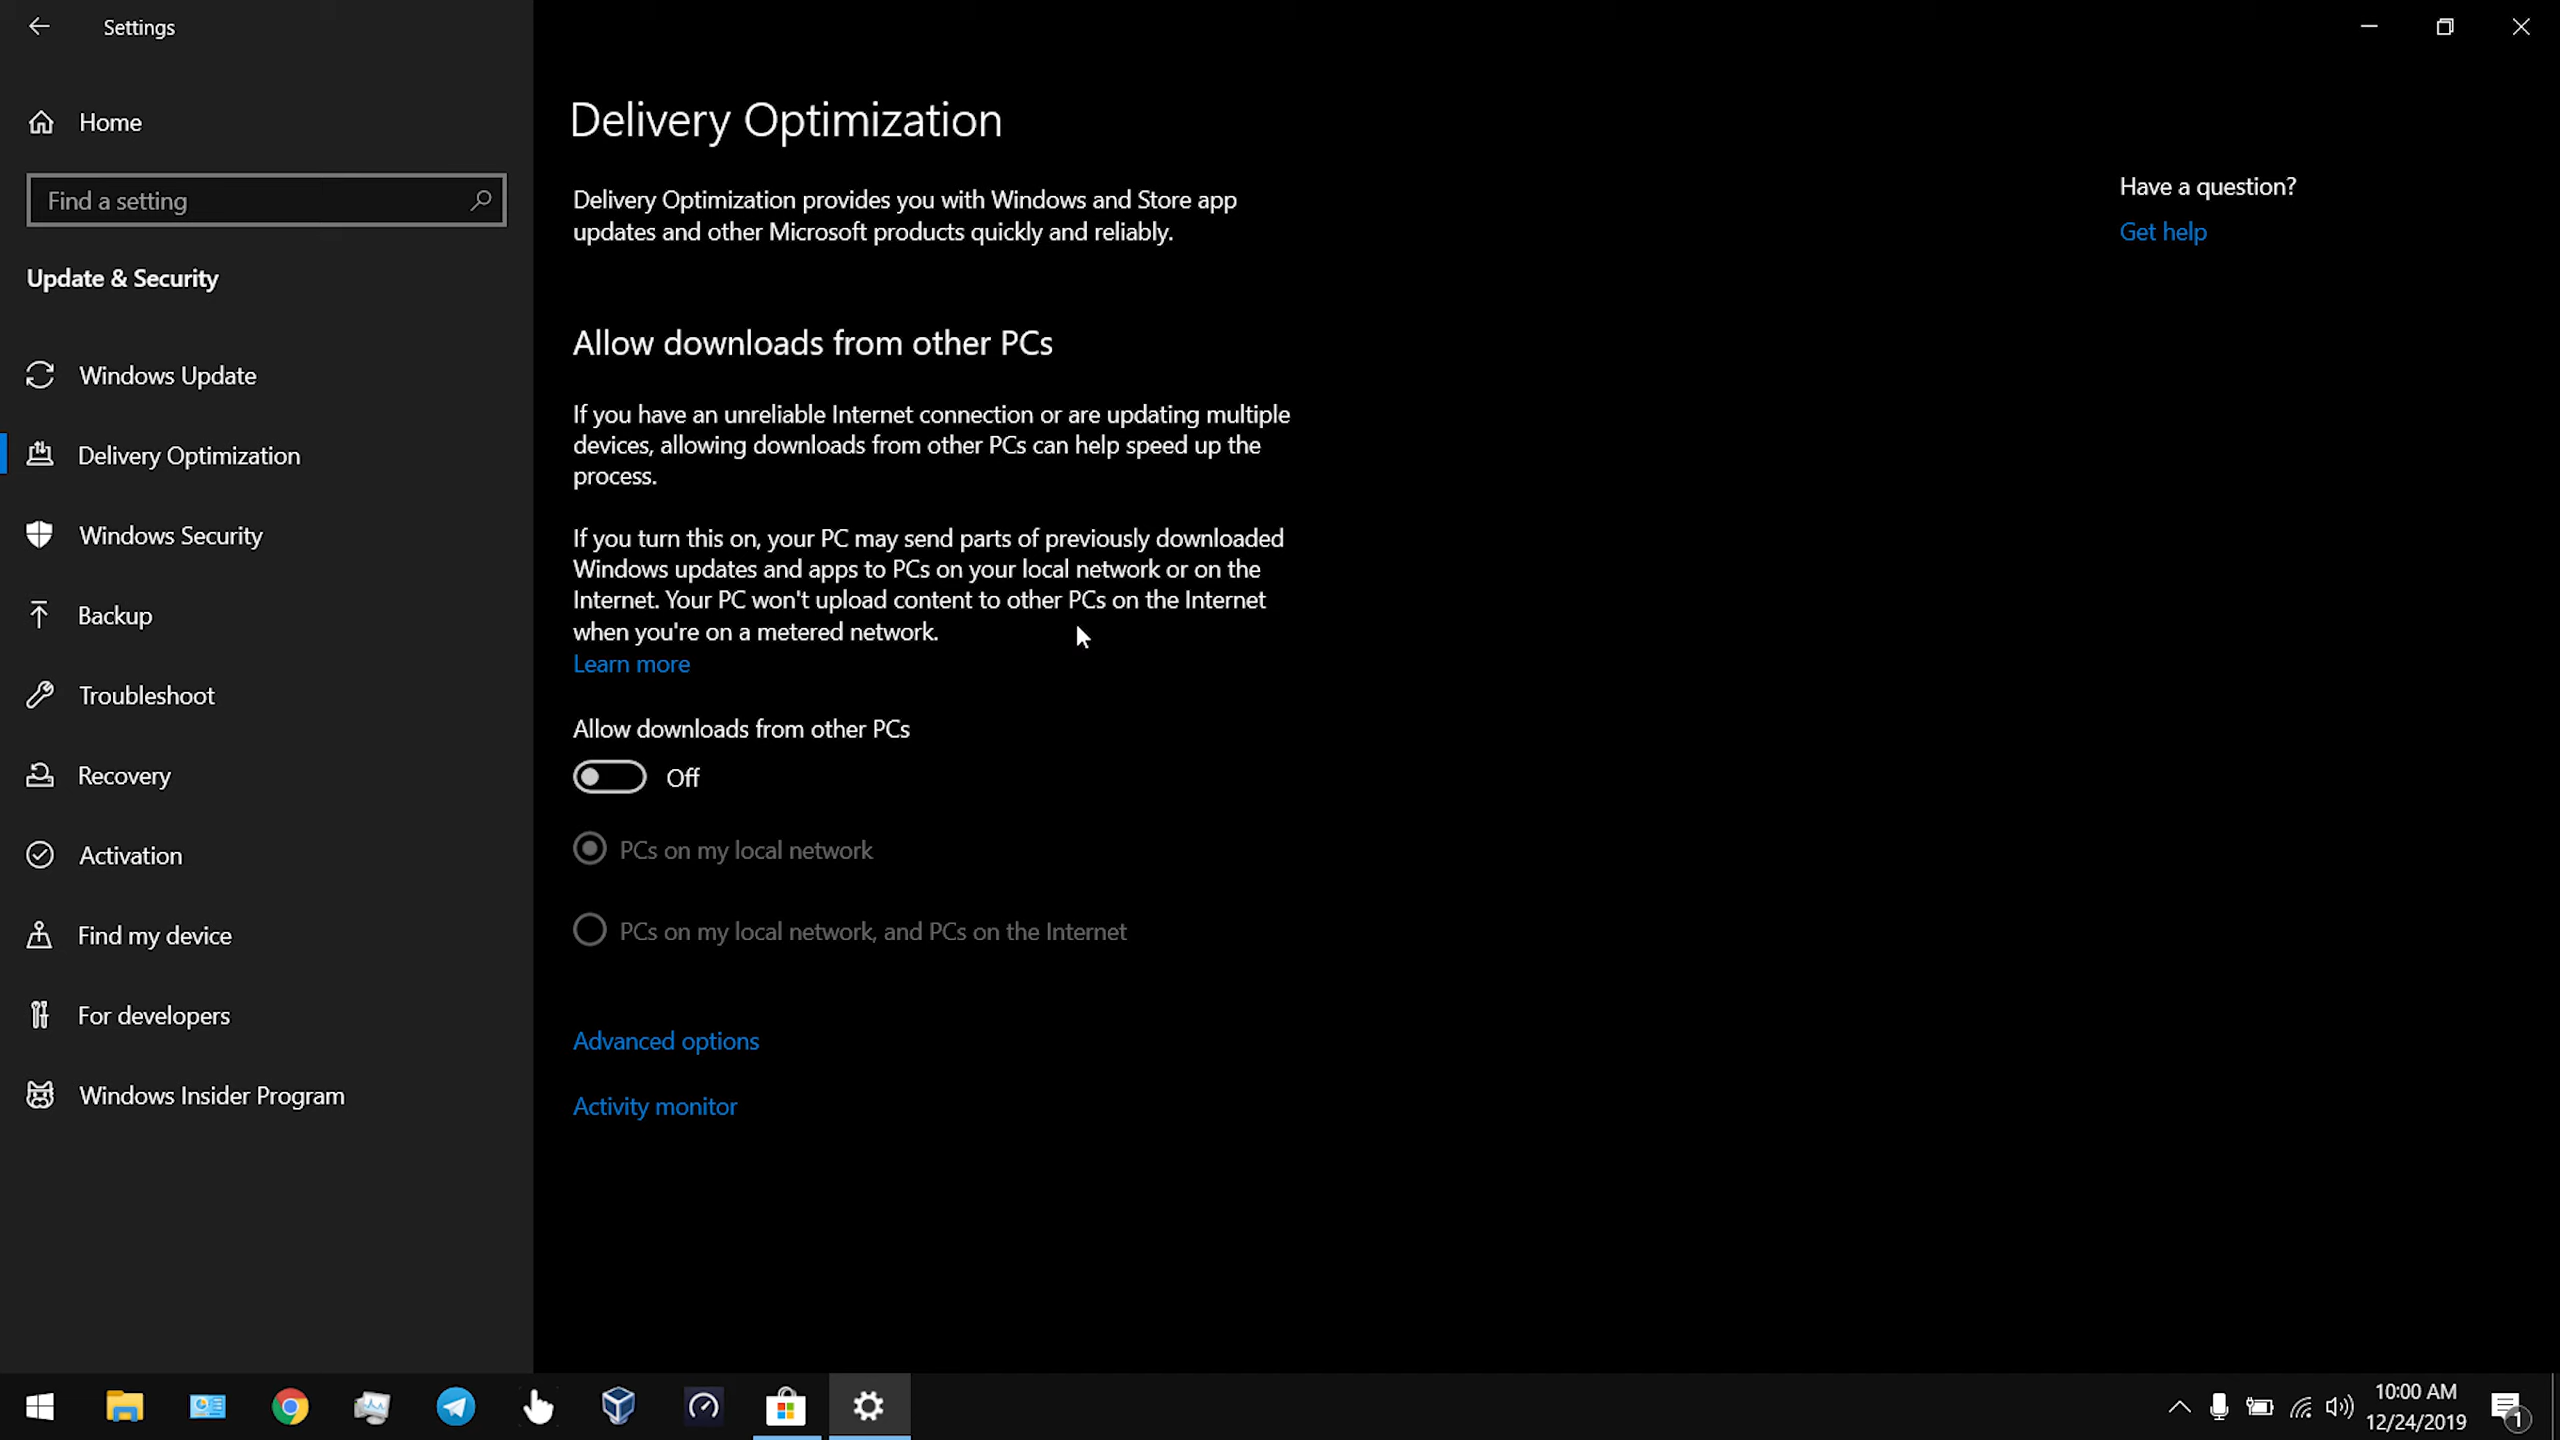 Settings
Home
Find a setting
Update & Security
Windows Update
Delivery Optimization
Windows Security
Backup
Troubleshoot
Recovery
Activation
Find my device
For developers
Windows Insider Program
Delivery Optimization
Delivery Optimization provides you with Windows and Store app
updates and other Microsoft products quickly and reliably.
Allow downloads from other PCs
If you have an unreliable Internet connection or are updating multiple
devices, allowing downloads from other PCs can help speed up the
process.
If you turn this on, your PC may send parts of previously downloaded
Windows updates and apps to PCs on your local network or on the
Internet. Your PC won't upload content to other PCs on the Internet
when you're on a metered network.
Learn more
Allow downloads from other PCs
Off
PCs on my local network
PCs on my local network, and PCs on the Internet
Advanced options
Activity monitor
Have a question?
Get help
10:00 AM
12/24/2019
1